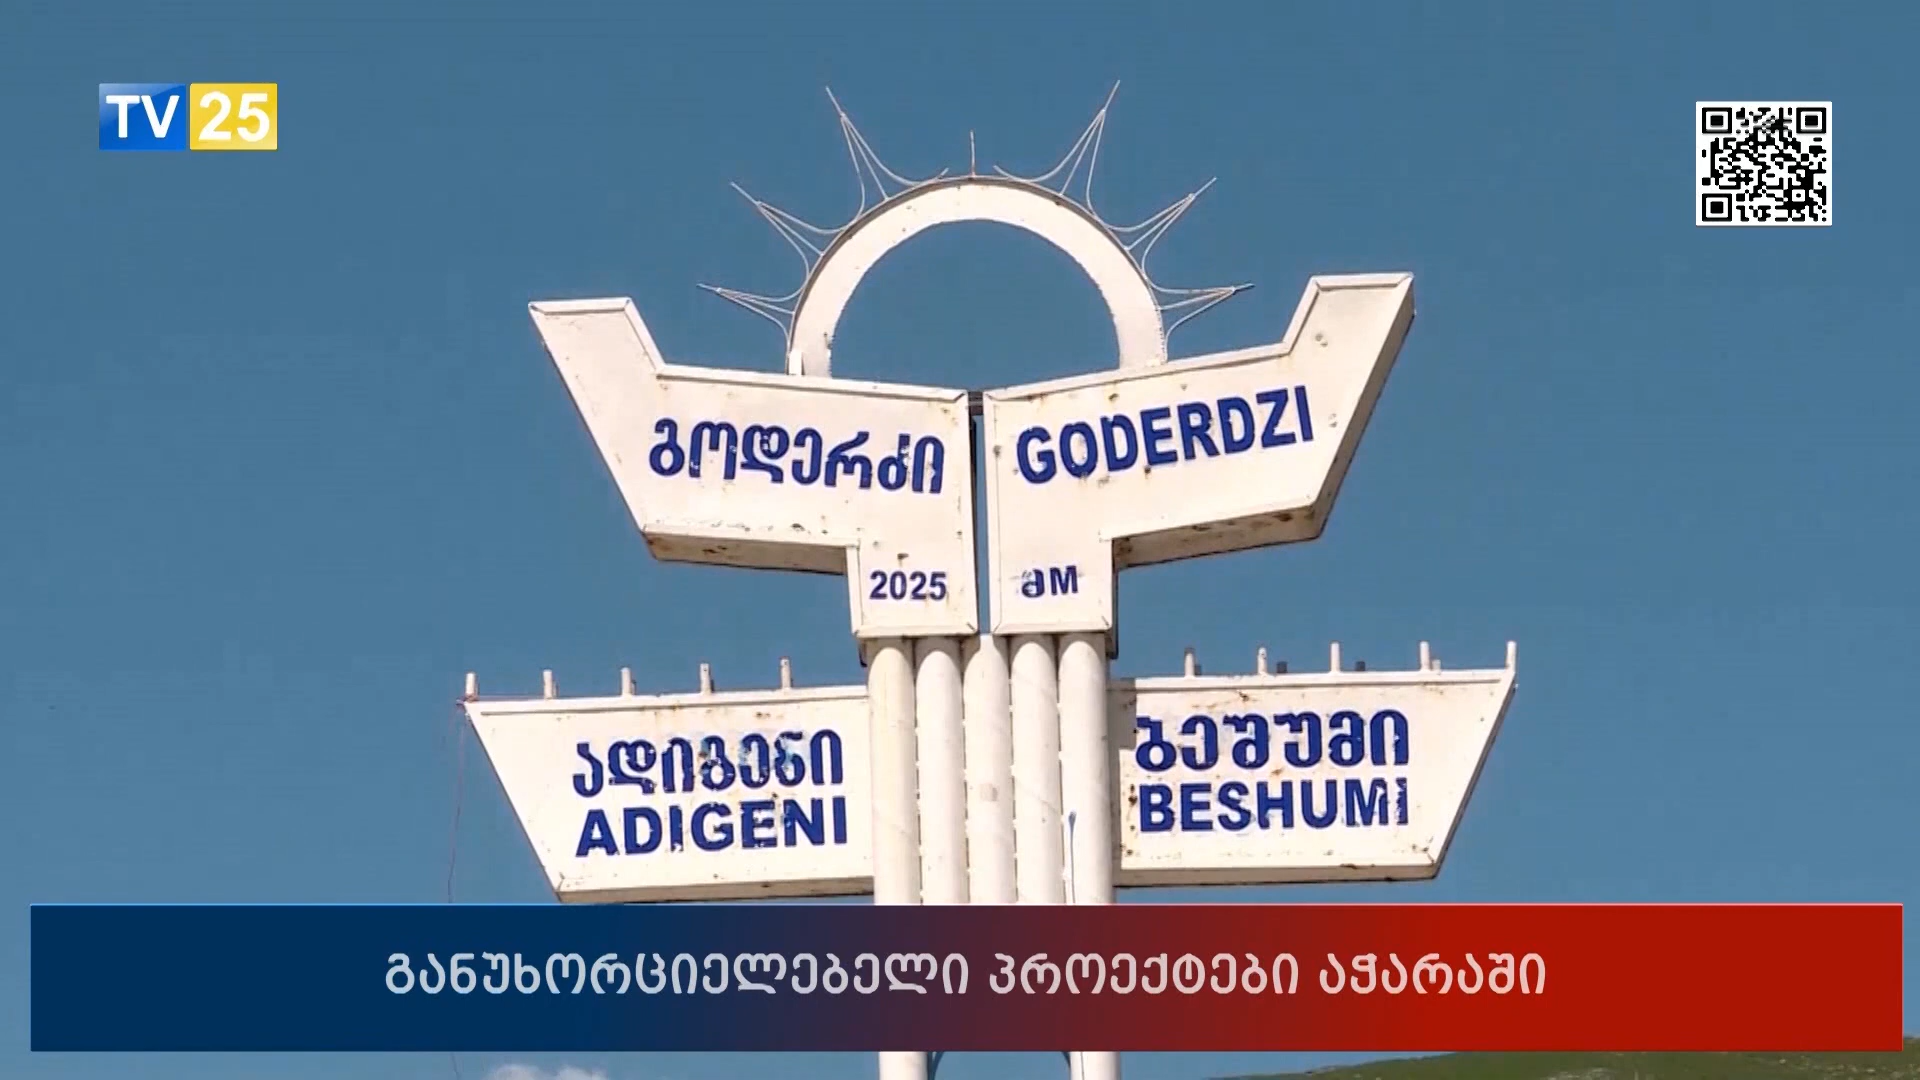 TV 25
გოდერძი
GODERDZI
2025
მM
ადიგენი
ADIGENI
ბეშუმი
BESHUMI
განუხორციელებელი პროექტები აჭარაში